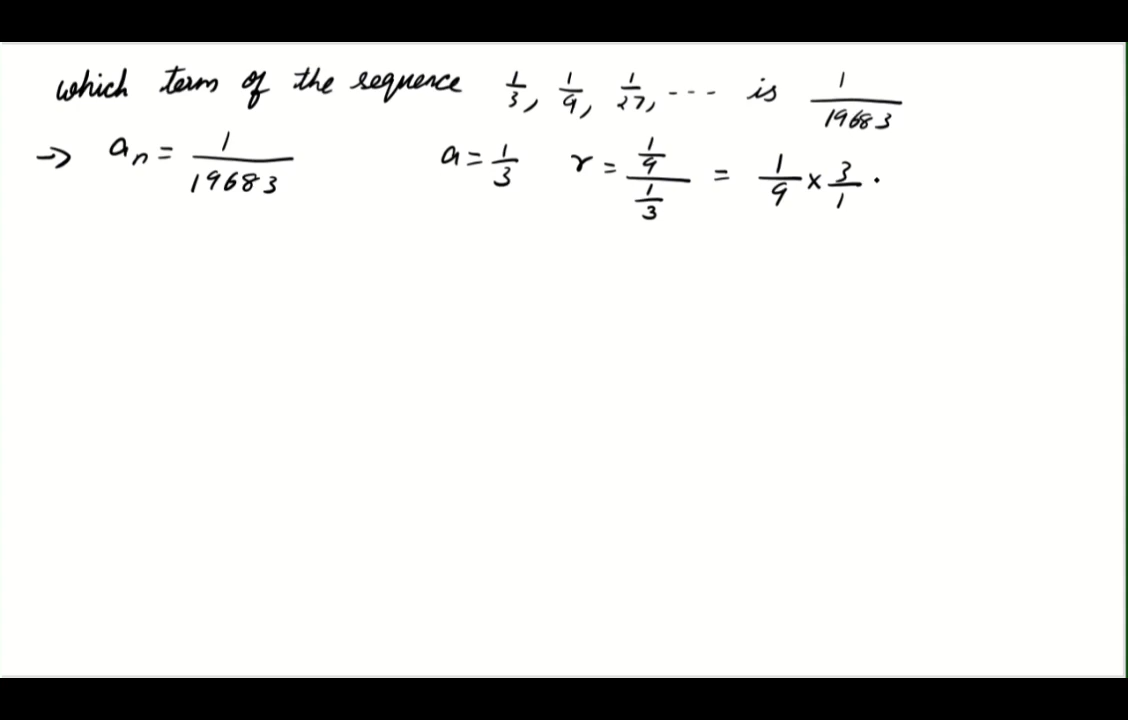 which term of the sequence 1/3, 1/9, 1/27, --- is 1/19683
→ aₙ = 1/19683 a = 1/3 r = (1/9)/(1/3) = 1/9 × 3/1 .